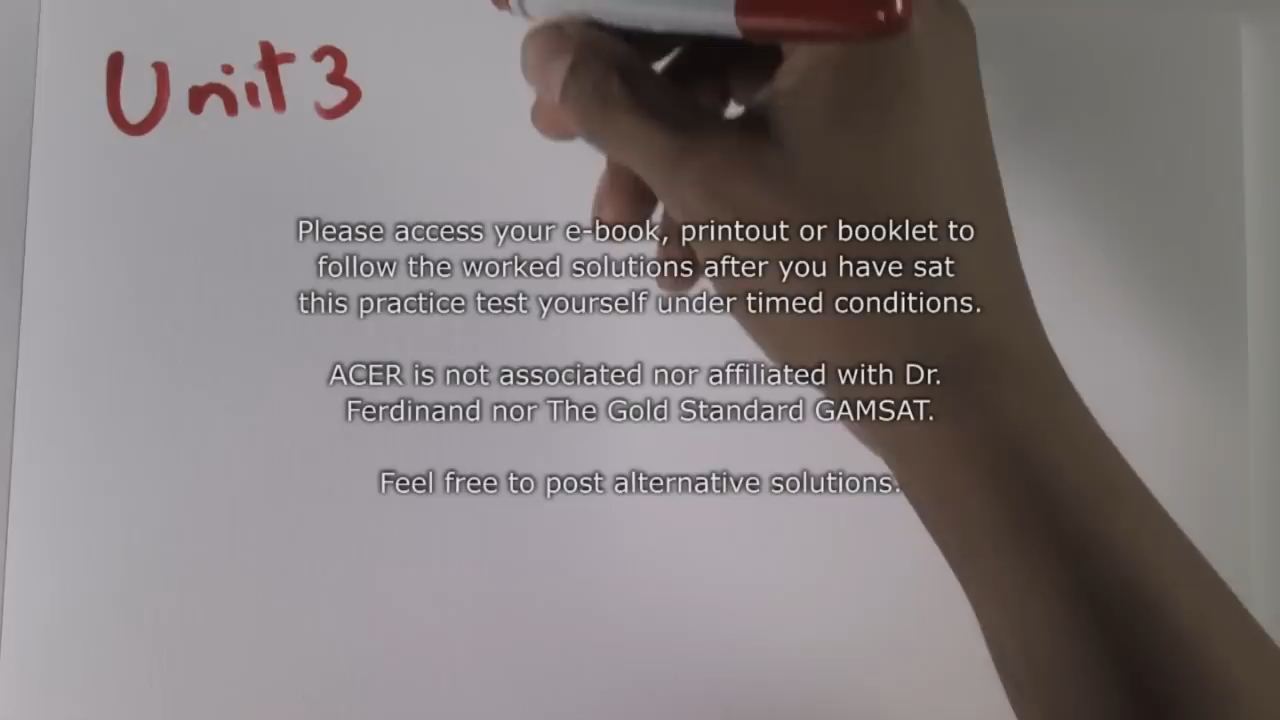 Unit 3
Please access your e-book, printout or booklet to
follow the worked solutions after you have sat
this practice test yourself under timed conditions.
ACER is not associated nor affiliated with Dr.
Ferdinand nor The Gold Standard GAMSAT.
Feel free to post alternative solutions.